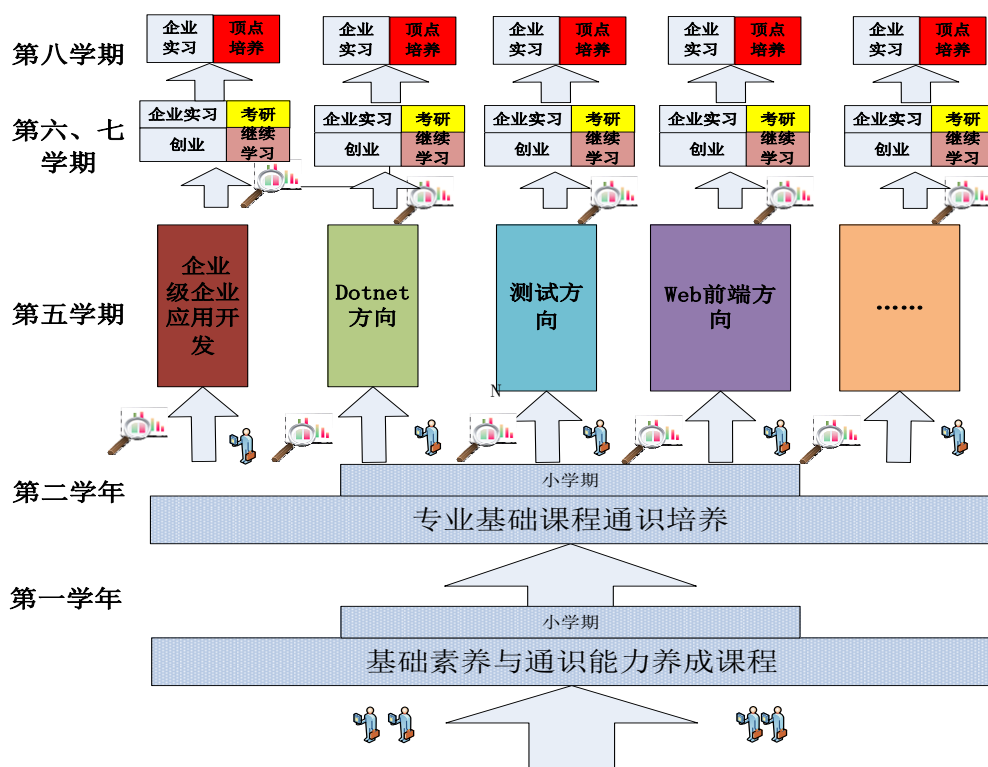 第八学期
企业
实习
顶点
培养
企业
实习
顶点
培养
企业
实习
顶点
培养
企业
实习
顶点
培养
企业
实习
顶点
培养
第六、七
学期
企业实习
考研
创业
继续
学习
企业实习
考研
创业
继续
学习
企业实习
考研
创业
继续
学习
企业实习
考研
创业
继续
学习
企业实习
考研
创业
继续
学习
第五学期
企业
级企业
应用开
发
Dotnet
方向
测试方
向
Web前端方
向
……
N
第二学年
小学期
专业基础课程通识培养
第一学年
小学期
基础素养与通识能力养成课程